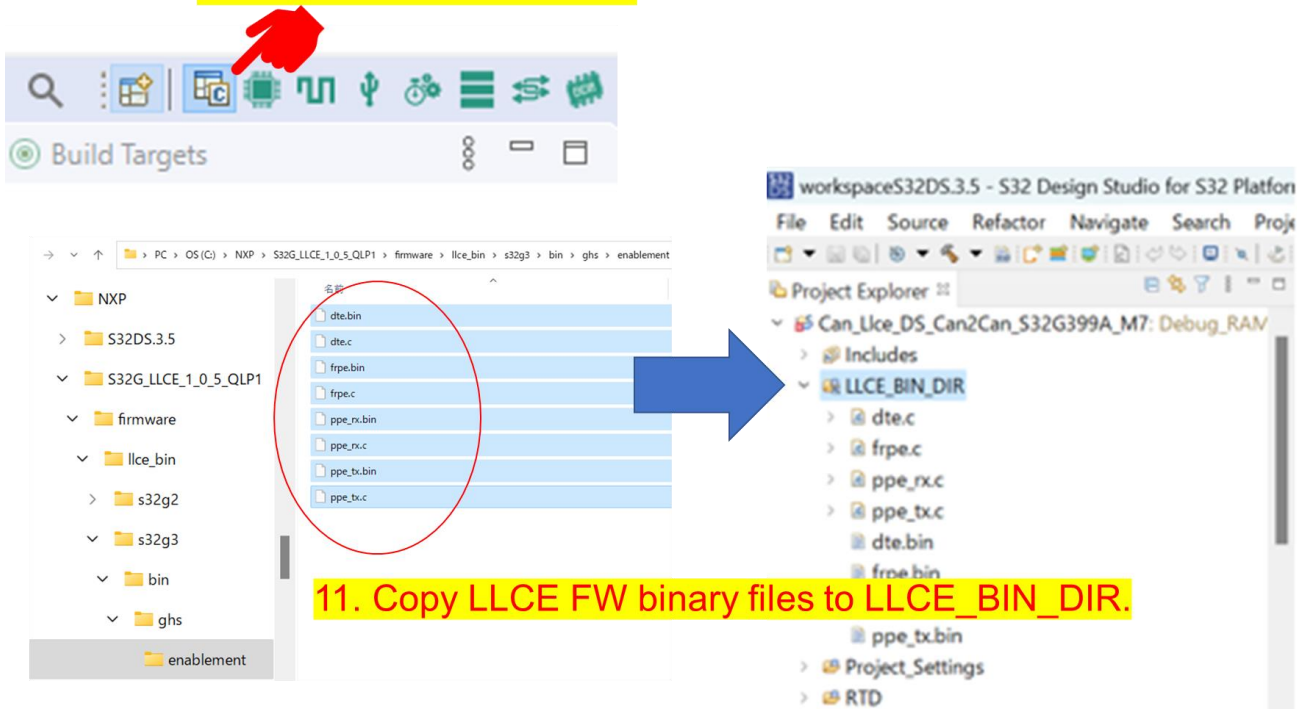 Build Targets
PC > OS (C:) > NXP > S32G_LLCE_1_0_5_QLP1 > firmware > llce_bin > s32g3 > bin > ghs > enablement
NXP
S32DS.3.5
S32G_LLCE_1_0_5_QLP1
firmware
llce_bin
s32g2
s32g3
bin
ghs
enablement
名前
dte.bin
dte.c
frpe.bin
frpe.c
ppe_rx.bin
ppe_rx.c
ppe_tx.bin
ppe_tx.c
workspaceS32DS.3.5 - S32 Design Studio for S32 Platfor
File Edit Source Refactor Navigate Search Proje
Project Explorer
Can_Llce_DS_Can2Can_S32G399A_M7: Debug_RAM
Includes
LLCE_BIN_DIR
dte.c
frpe.c
ppe_rx.c
ppe_tx.c
dte.bin
frpe.bin
11. Copy LLCE FW binary files to LLCE_BIN_DIR.
ppe_tx.bin
Project_Settings
RTD